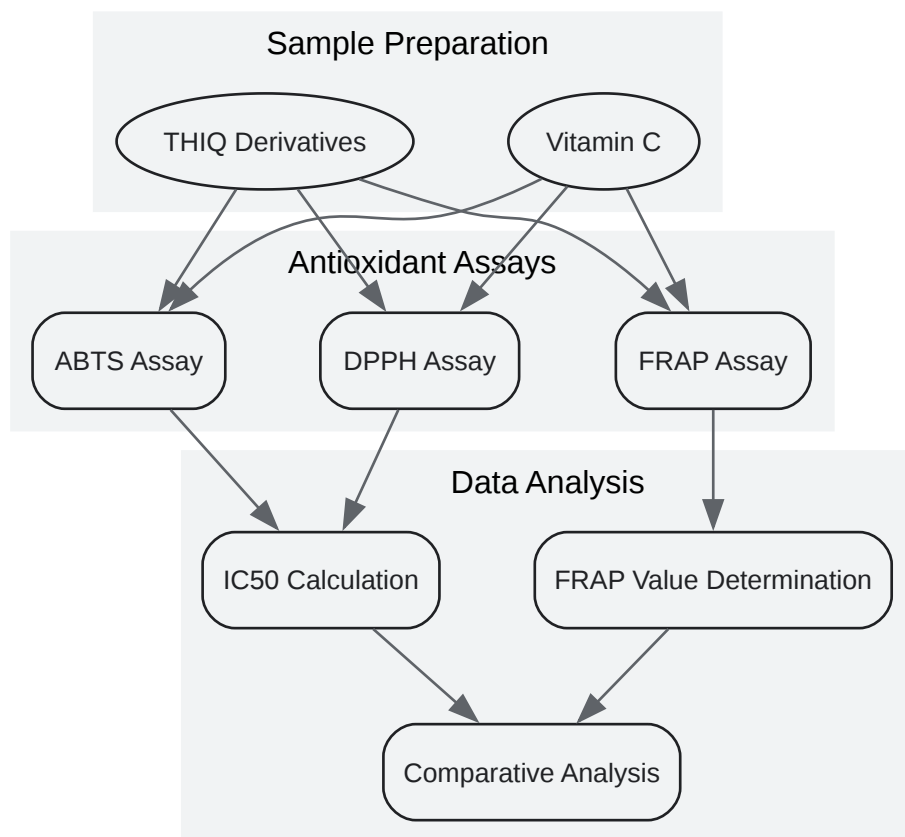 Sample Preparation
THIQ Derivatives
Vitamin C
Antioxidant Assays
ABTS Assay
DPPH Assay
FRAP Assay
Data Analysis
IC50 Calculation
FRAP Value Determination
Comparative Analysis